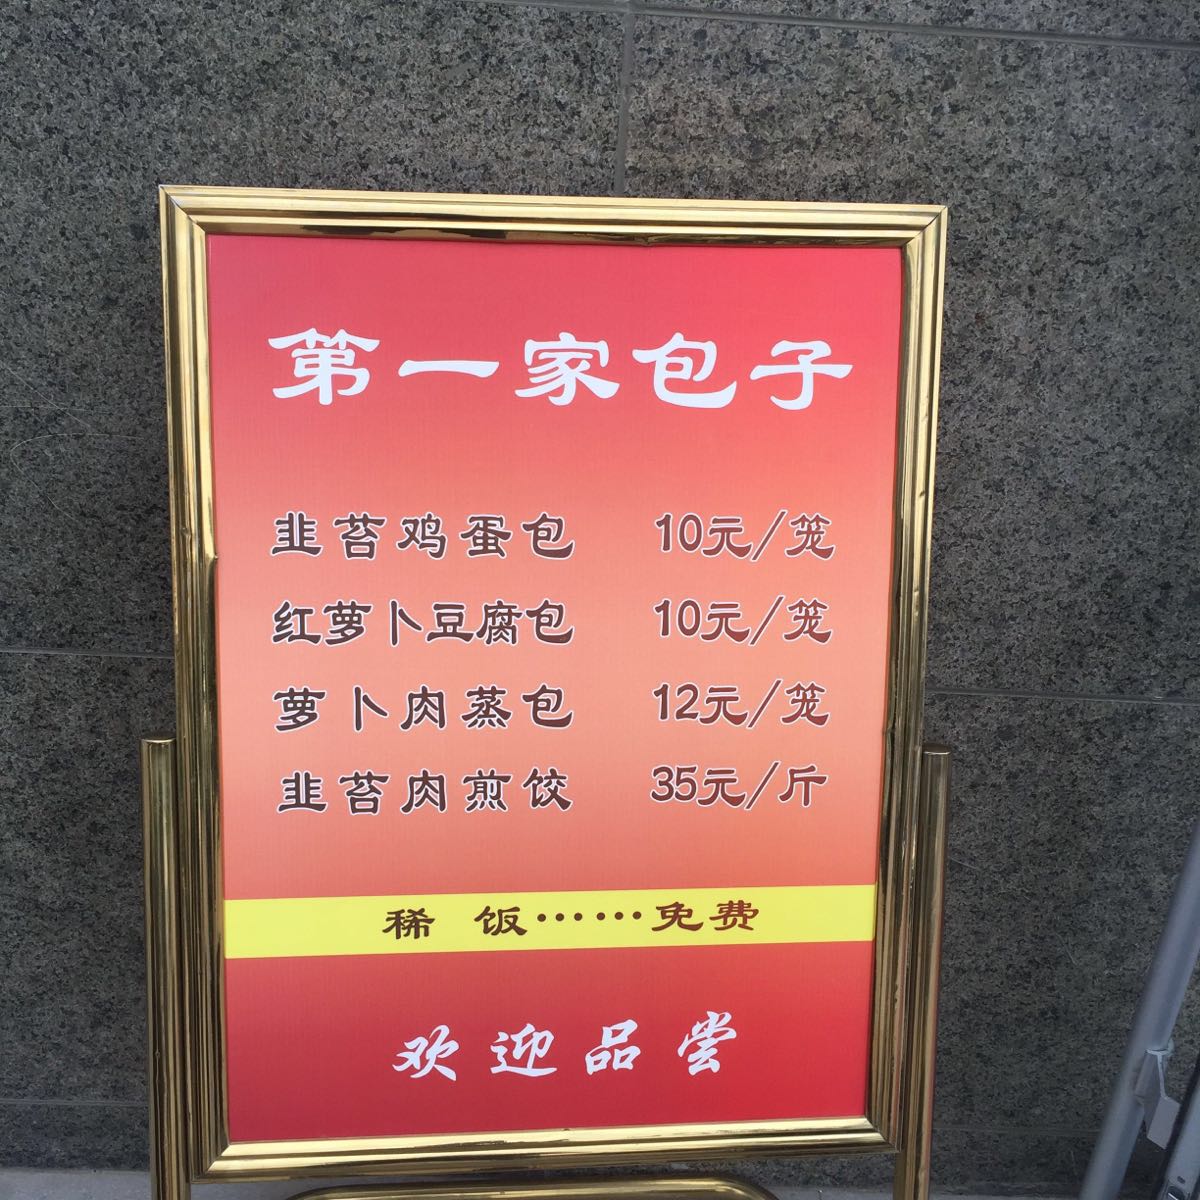 第一家包子
韭苔鸡蛋包 10元/笼
红萝卜豆腐包 10元/笼
萝卜肉蒸包 12元/笼
韭苔肉煎饺 35元/斤
稀 饭……免费
欢迎品尝